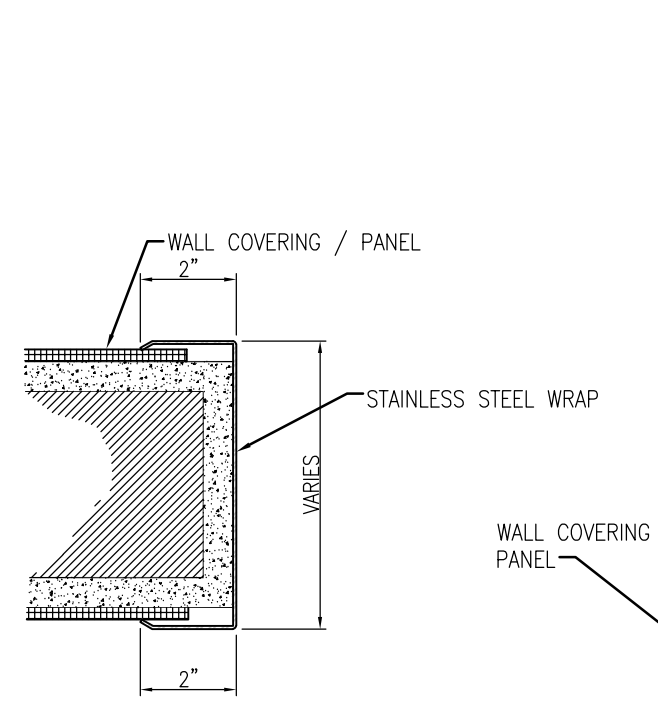 WALL COVERING / PANEL
2"
STAINLESS STEEL WRAP
VARIES
WALL COVERING
PANEL
2"